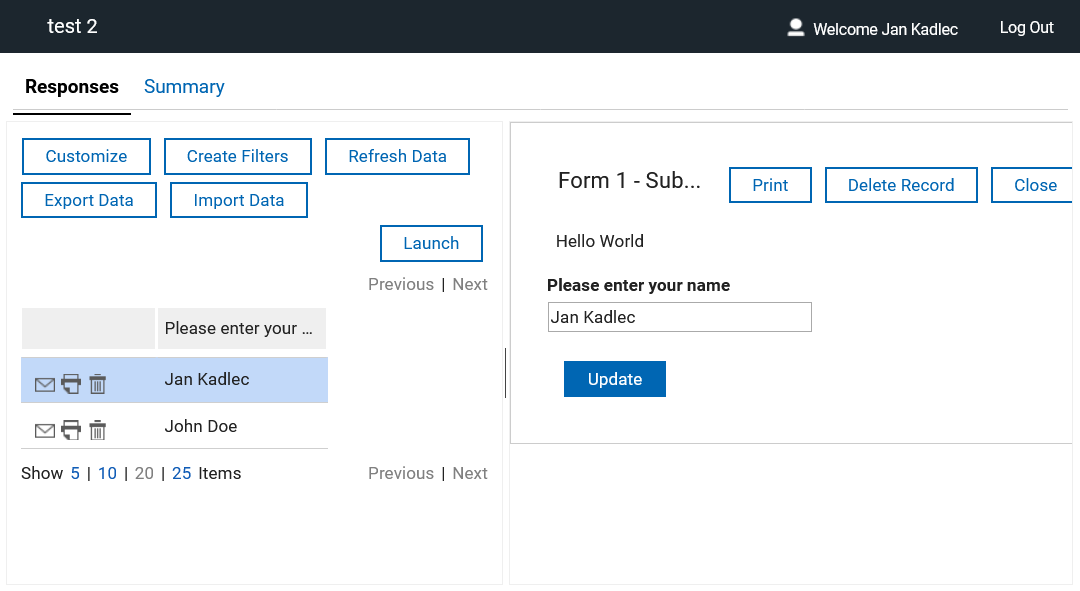 test 2
Welcome Jan Kadlec
Log Out
Responses Summary
Customize Create Filters Refresh Data
Export Data Import Data
Launch
Previous | Next
Please enter your ...
Jan Kadlec
John Doe
Show 5 | 10 | 20 | 25 Items Previous | Next
Form 1 - Sub... Print Delete Record Close
Hello World
Please enter your name
Jan Kadlec
Update